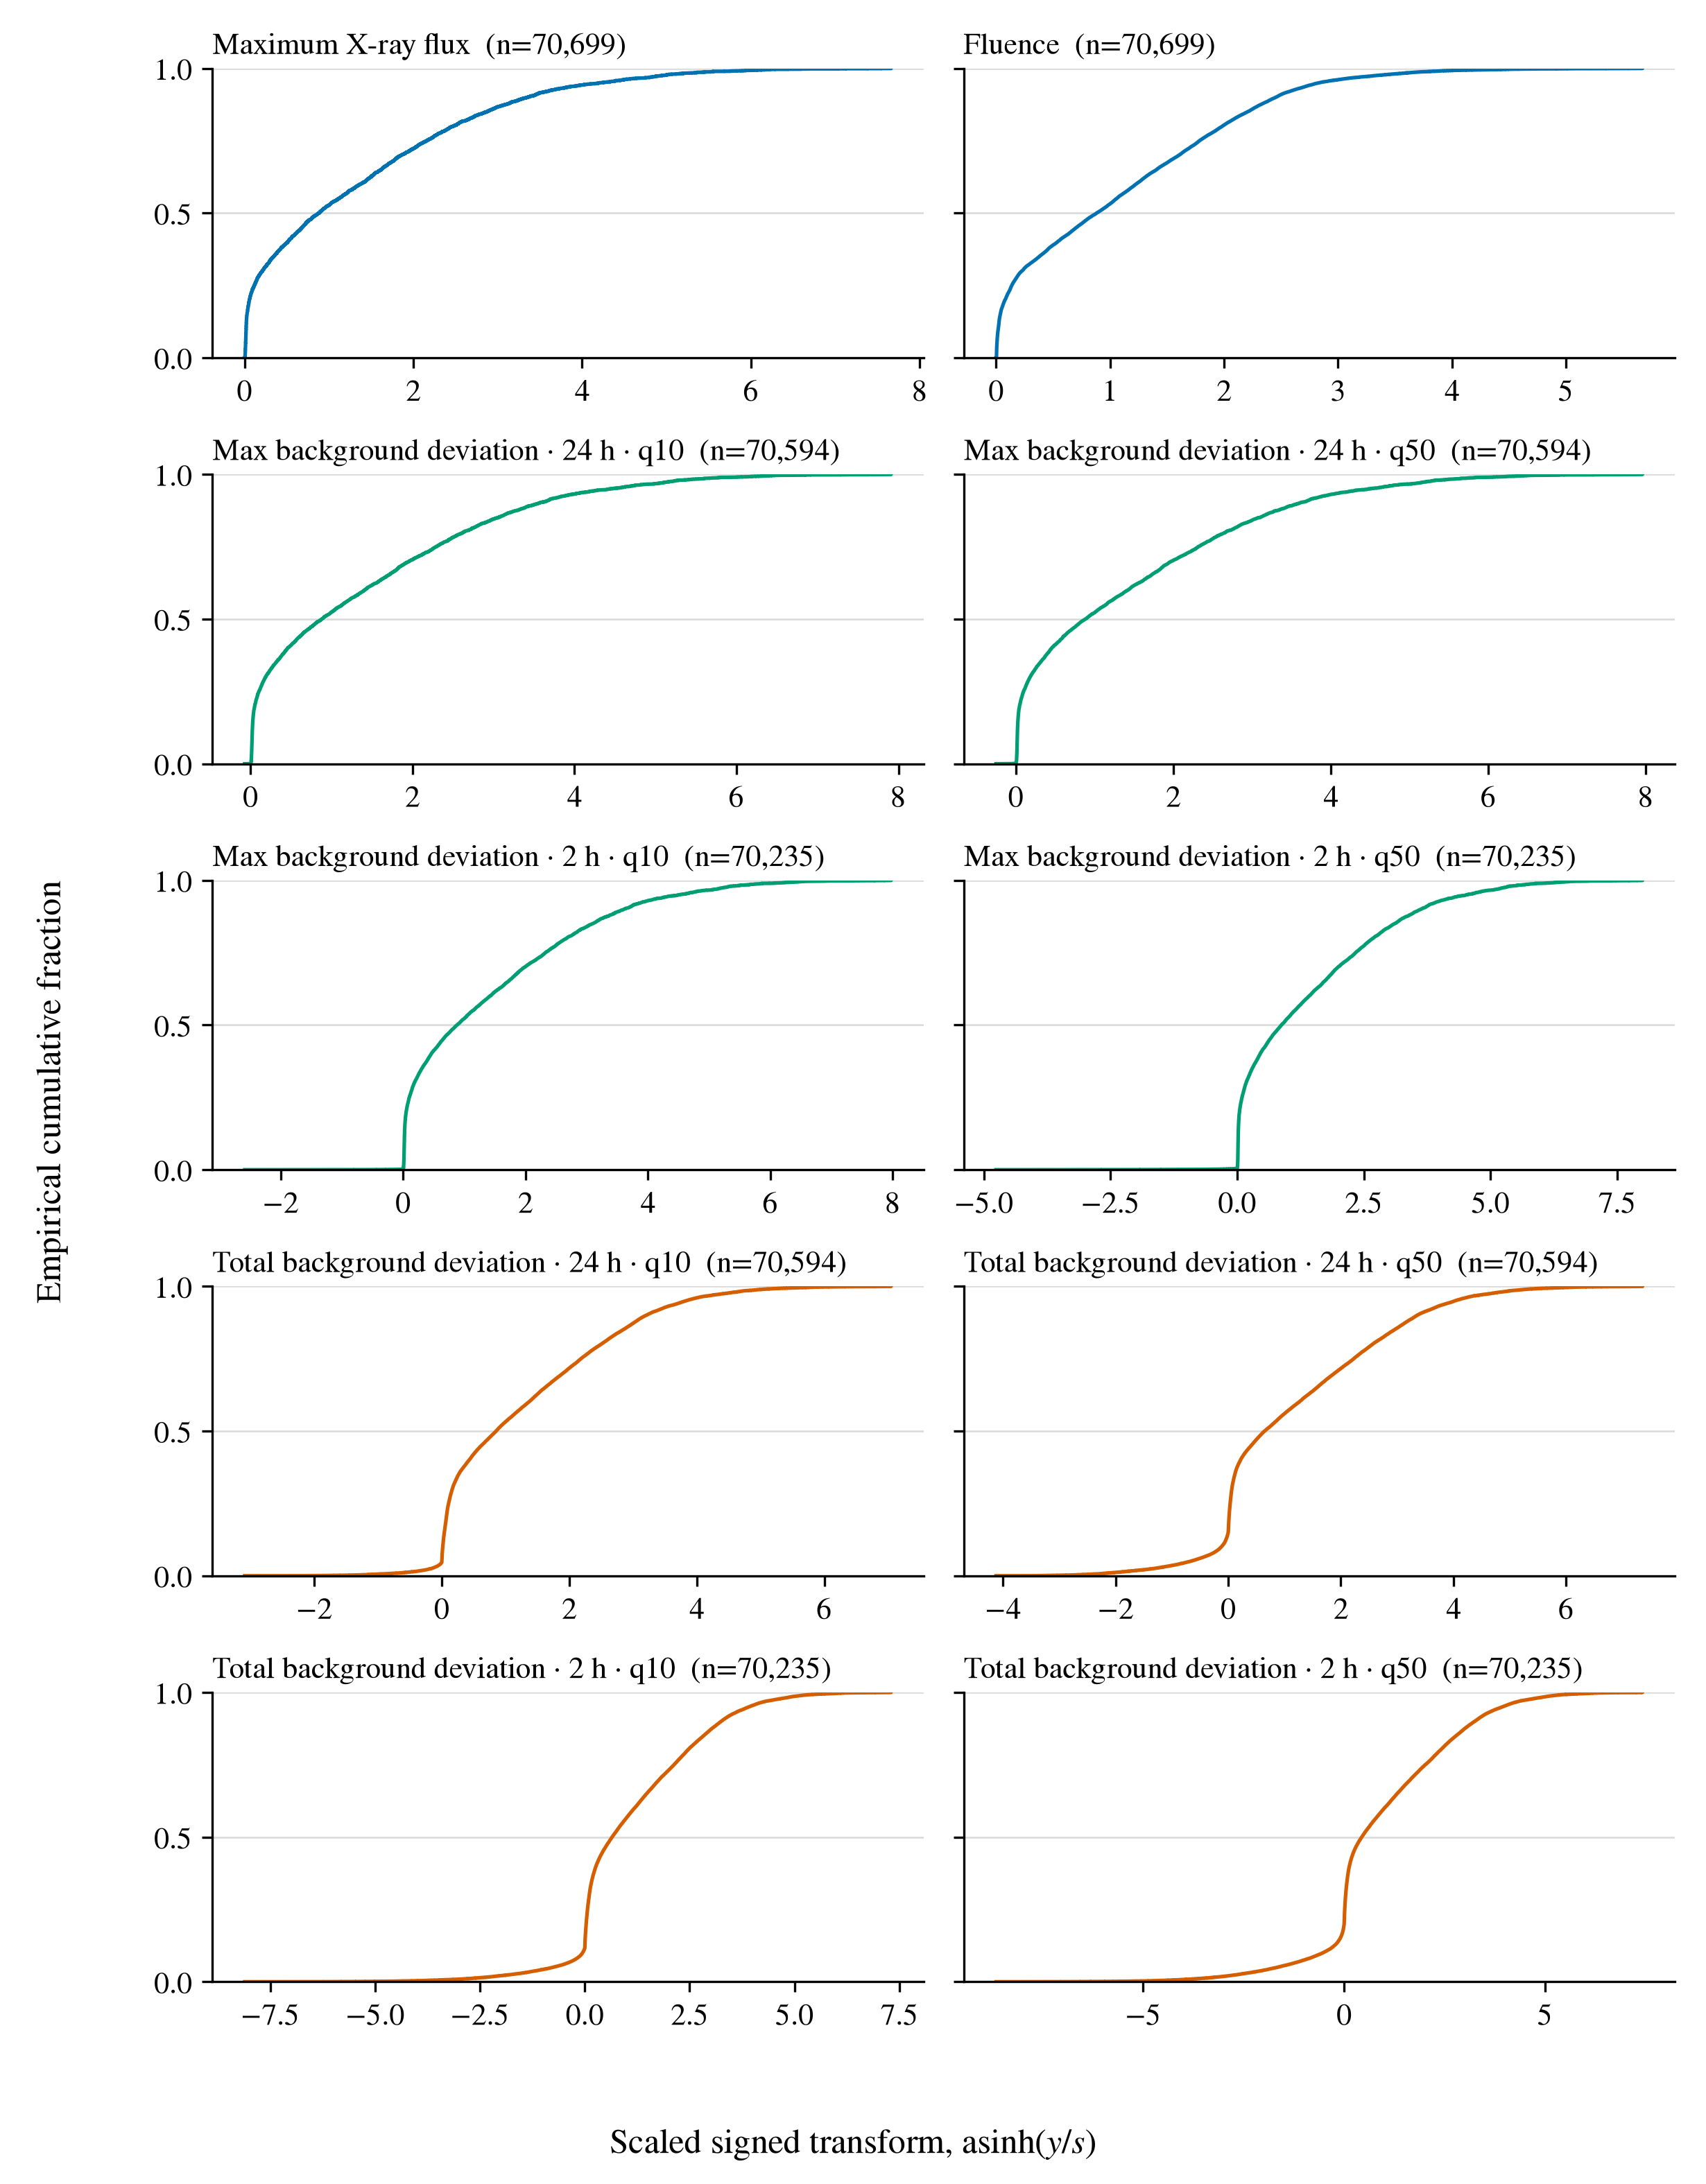 Maximum X-ray flux (n=70,699)
Fluence (n=70,699)
1.0
0.5
0.0
0 2 4 6 8
0 1 2 3 4 5
Max background deviation · 24 h · q10 (n=70,594)
Max background deviation · 24 h · q50 (n=70,594)
1.0
0.5
0.0
0 2 4 6 8
0 2 4 6 8
Max background deviation · 2 h · q10 (n=70,235)
Max background deviation · 2 h · q50 (n=70,235)
1.0
0.5
0.0
−2 0 2 4 6 8
−5.0 −2.5 0.0 2.5 5.0 7.5
Empirical cumulative fraction
Total background deviation · 24 h · q10 (n=70,594)
Total background deviation · 24 h · q50 (n=70,594)
1.0
0.5
0.0
−2 0 2 4 6
−4 −2 0 2 4 6
Total background deviation · 2 h · q10 (n=70,235)
Total background deviation · 2 h · q50 (n=70,235)
1.0
0.5
0.0
−7.5 −5.0 −2.5 0.0 2.5 5.0 7.5
−5 0 5
Scaled signed transform, asinh(y/s)